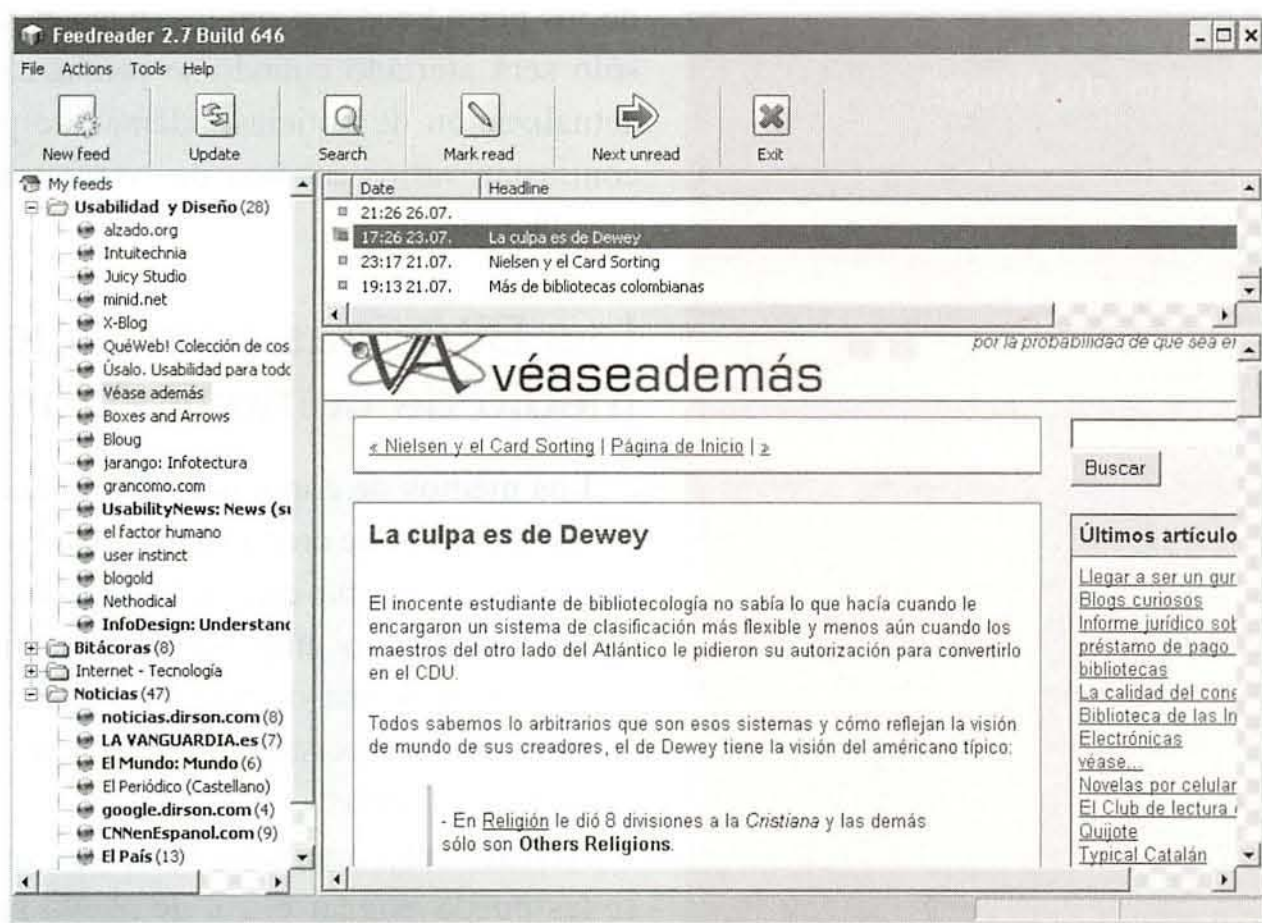 Feedreader 2.7 Build 646
File Actions Tools Help
New feed Update Search Mark read Next unread Exit
My feeds
Usabilidad y Diseño (28)
alzado.org
Intuitechnia
Juicy Studio
minid.net
X-Blog
QuéWeb! Colección de cos
Úsalo. Usabilidad para todo
Véase además
Boxes and Arrows
Bloug
jarango: Infotectura
grancomo.com
UsabilityNews: News (su
el factor humano
user instinct
blogold
Nethodical
InfoDesign: Understand
Bitácoras (8)
Internet - Tecnología
Noticias (47)
noticias.dirson.com (8)
LA VANGUARDIA.es (7)
El Mundo: Mundo (6)
El Periódico (Castellano)
google.dirson.com (4)
CNNenEspanol.com (9)
El País (13)
Date Headline
21:26 26.07.
17:26 23.07. La culpa es de Dewey
23:17 21.07. Nielsen y el Card Sorting
19:13 21.07. Más de bibliotecas colombianas
por la probabilidad de que sea er
VA véaseademás
« Nielsen y el Card Sorting | Página de Inicio | »
La culpa es de Dewey
El inocente estudiante de bibliotecología no sabía lo que hacía cuando le
encargaron un sistema de clasificación más flexible y menos aún cuando los
maestros del otro lado del Atlántico le pidieron su autorización para convertirlo
en el CDU.
Todos sabemos lo arbitrarios que son esos sistemas y cómo reflejan la visión
de mundo de sus creadores, el de Dewey tiene la visión del américano típico:
- En Religión le dió 8 divisiones a la Cristiana y las demás
sólo son Others Religions.
Buscar
Últimos artículo
Llegar a ser un gur
Blogs curiosos
Informe jurídico sob
préstamo de pago
bibliotecas
La calidad del cone
Biblioteca de las In
Electrónicas
véase...
Novelas por celular
El Club de lectura
Quijote
Typical Catalán